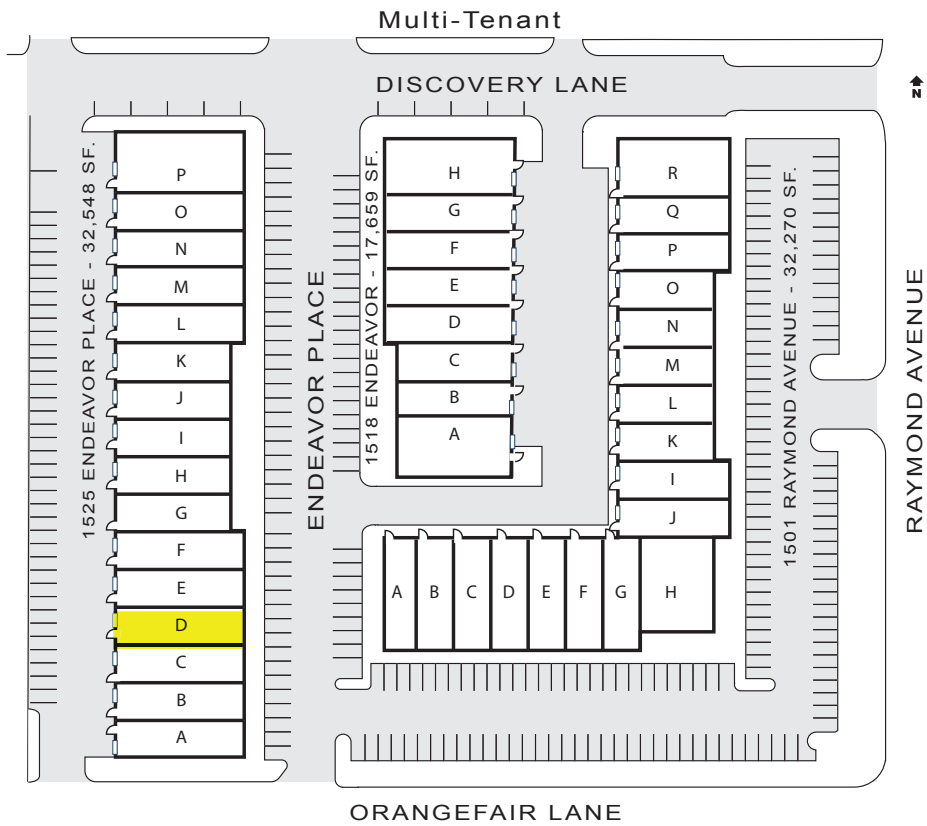 Multi-Tenant
DISCOVERY LANE
N
1525 ENDEAVOR PLACE - 32,548 SF.
P
O
N
M
L
K
J
I
H
G
F
E
D
C
B
A
ENDEAVOR PLACE
1518 ENDEAVOR - 17,659 SF.
H
G
F
E
D
C
B
A
R
Q
P
O
N
M
L
K
I
J
A B C D E F G H
1501 RAYMOND AVENUE - 32,270 SF.
RAYMOND AVENUE
ORANGEFAIR LANE